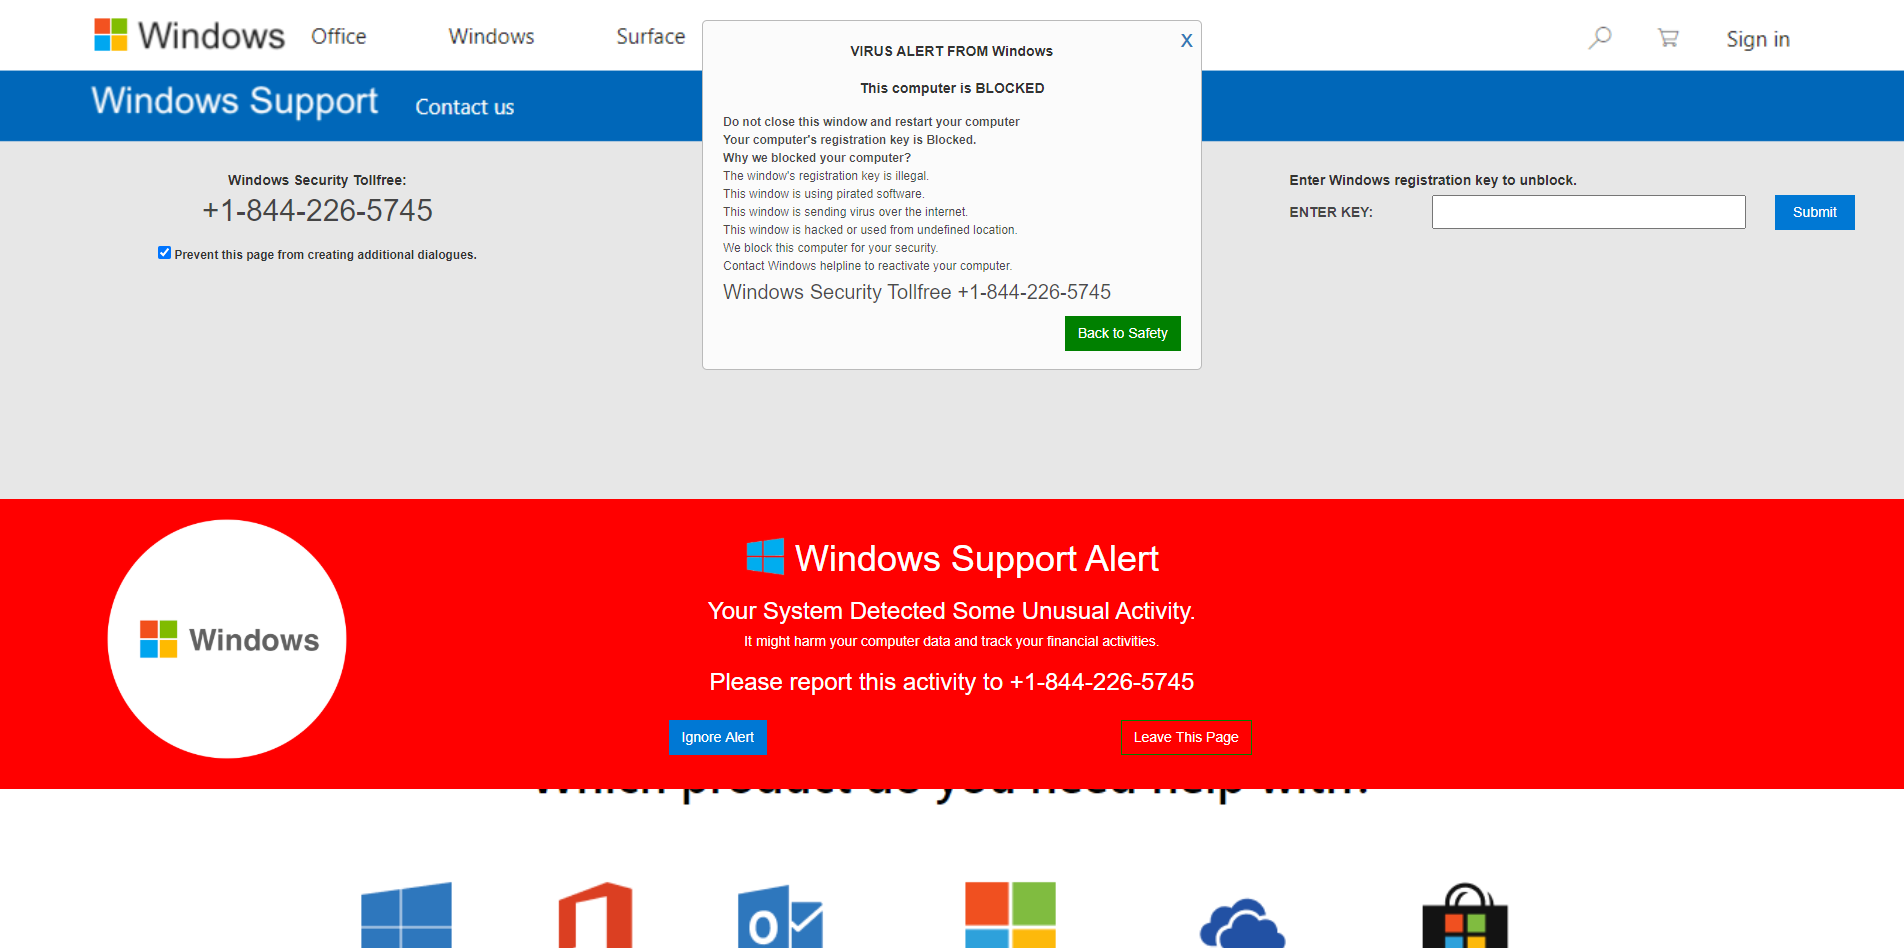 Windows Office Windows Surface Sign in
Windows Support Contact us
Windows Security Tollfree:
+1-844-226-5745
Prevent this page from creating additional dialogues.
X
VIRUS ALERT FROM Windows
This computer is BLOCKED
Do not close this window and restart your computer
Your computer's registration key is Blocked.
Why we blocked your computer?
The window's registration key is illegal.
This window is using pirated software.
This window is sending virus over the internet.
This window is hacked or used from undefined location.
We block this computer for your security.
Contact Windows helpline to reactivate your computer.
Windows Security Tollfree +1-844-226-5745
Back to Safety
Enter Windows registration key to unblock.
ENTER KEY:
Submit
Windows
Windows Support Alert
Your System Detected Some Unusual Activity.
It might harm your computer data and track your financial activities.
Please report this activity to +1-844-226-5745
Ignore Alert
Leave This Page
Which product do you need help with?